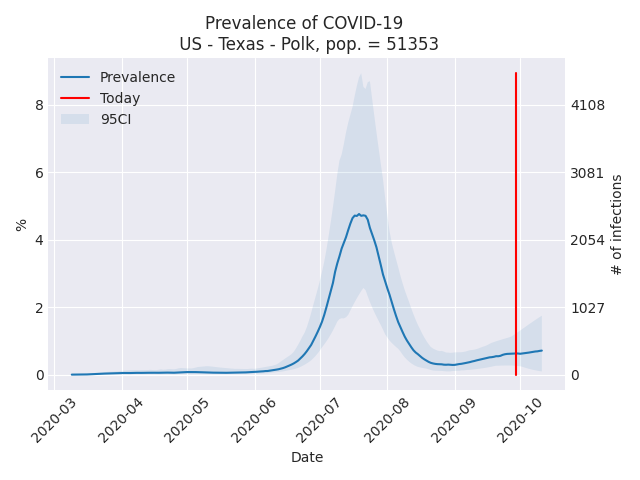 Prevalence of COVID-19
US - Texas - Polk, pop. = 51353
Prevalence
Today
95CI
%
8
6
4
2
0
4108
3081
2054
1027
0
# of infections
2020-03
2020-04
2020-05
2020-06
2020-07
2020-08
2020-09
2020-10
Date